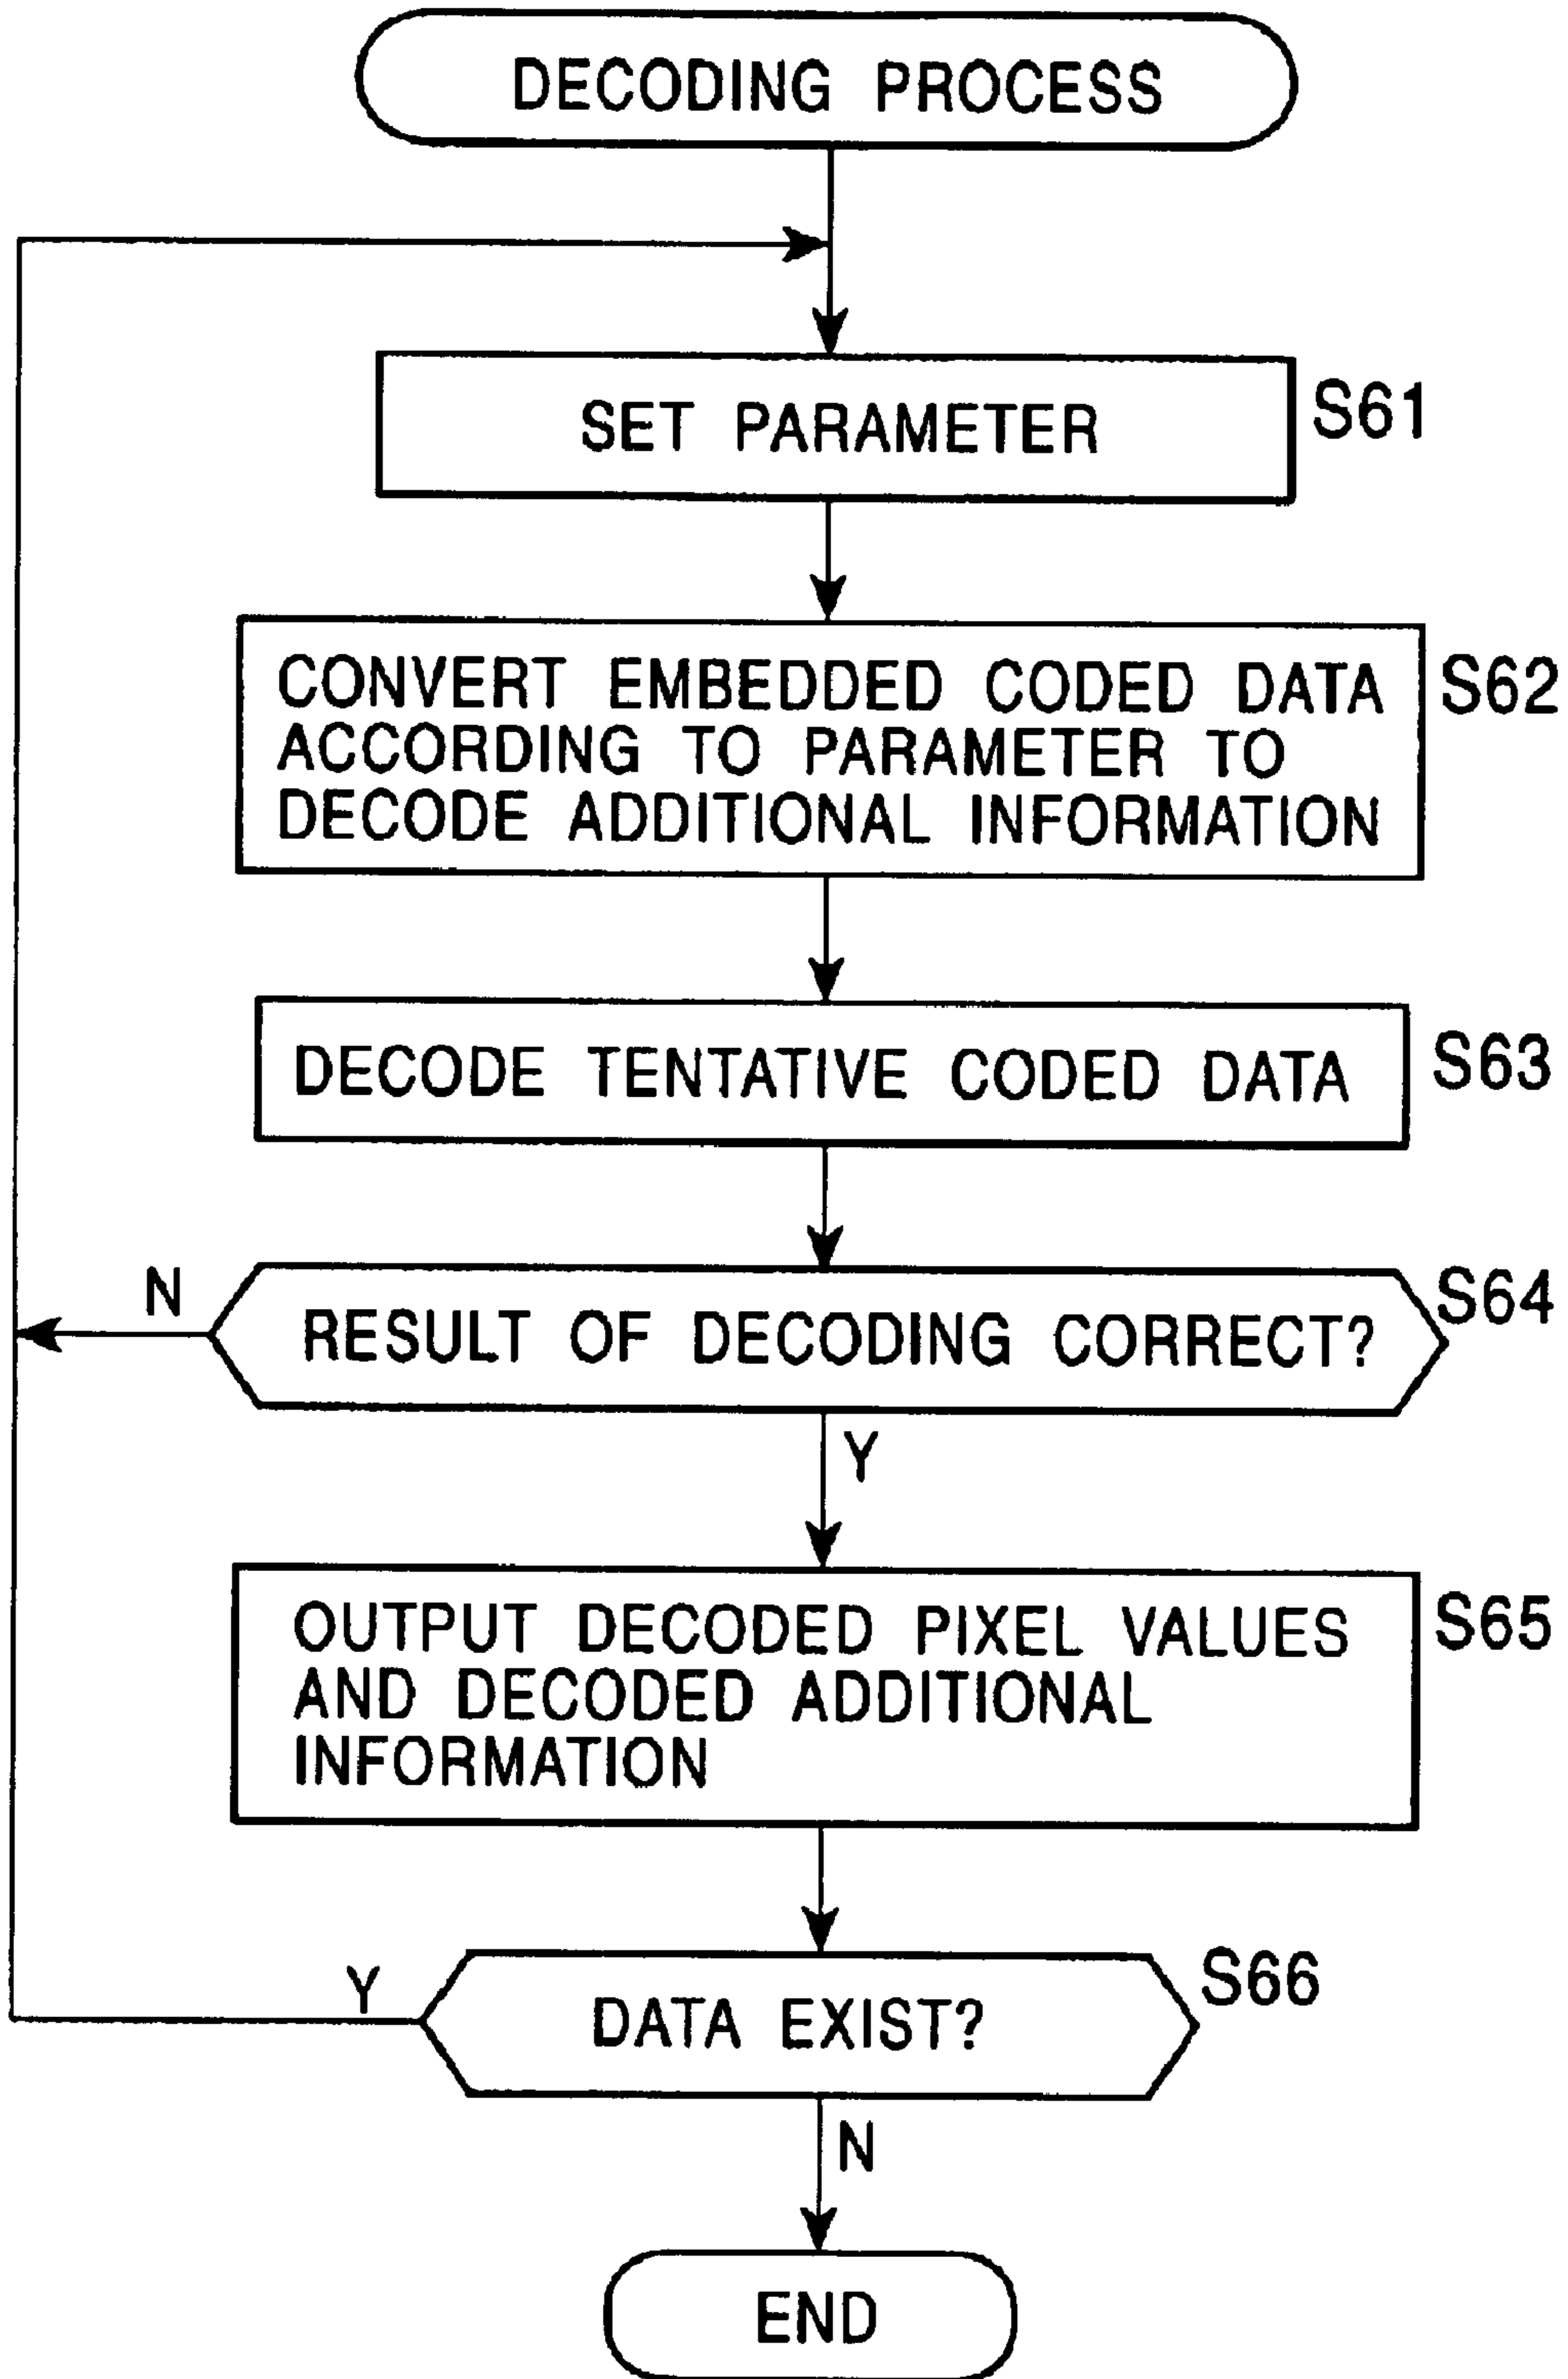 DECODING PROCESS
SET PARAMETER
S61
CONVERT EMBEDDED CODED DATA
ACCORDING TO PARAMETER TO
DECODE ADDITIONAL INFORMATION
S62
DECODE TENTATIVE CODED DATA
S63
N
RESULT OF DECODING CORRECT?
S64
Y
OUTPUT DECODED PIXEL VALUES
AND DECODED ADDITIONAL
INFORMATION
S65
Y
DATA EXIST?
S66
N
END